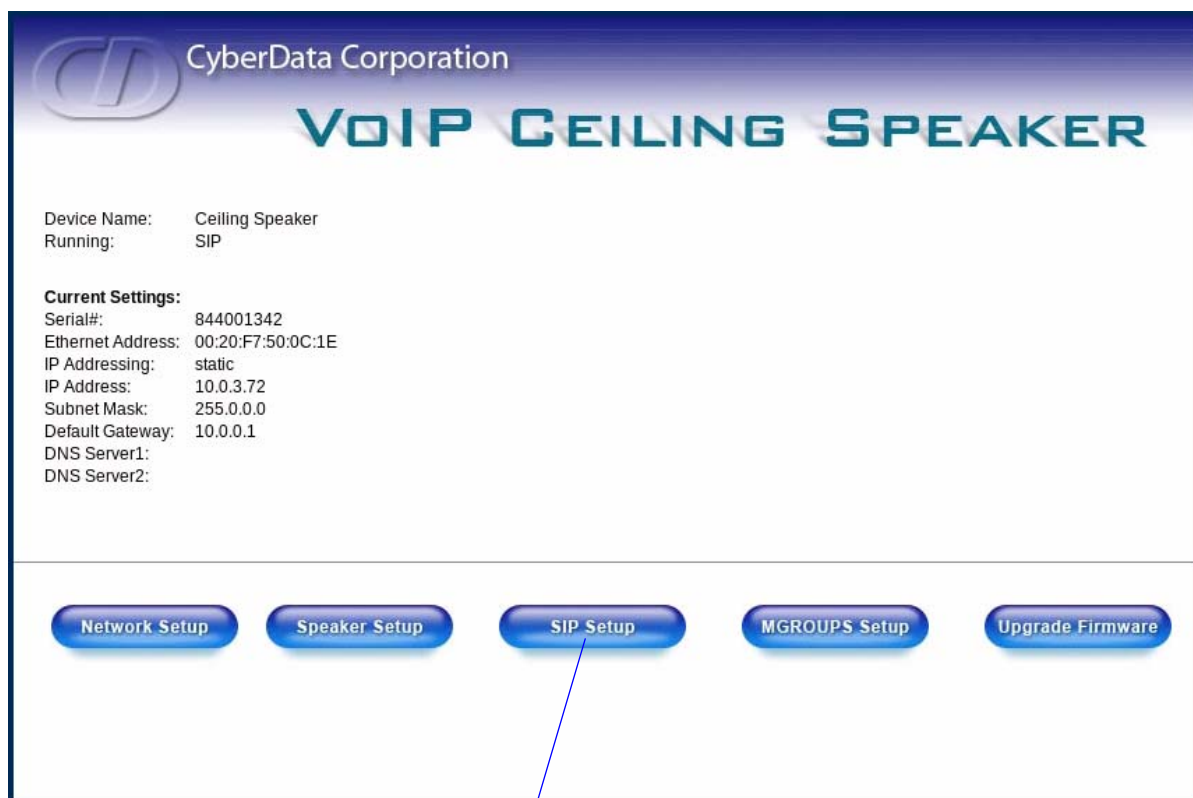 CyberData Corporation
VoIP Ceiling Speaker
Device Name: Ceiling Speaker
Running: SIP
Current Settings:
Serial#: 844001342
Ethernet Address: 00:20:F7:50:0C:1E
IP Addressing: static
IP Address: 10.0.3.72
Subnet Mask: 255.0.0.0
Default Gateway: 10.0.0.1
DNS Server1:
DNS Server2:
Network Setup Speaker Setup SIP Setup MGROUPS Setup Upgrade Firmware